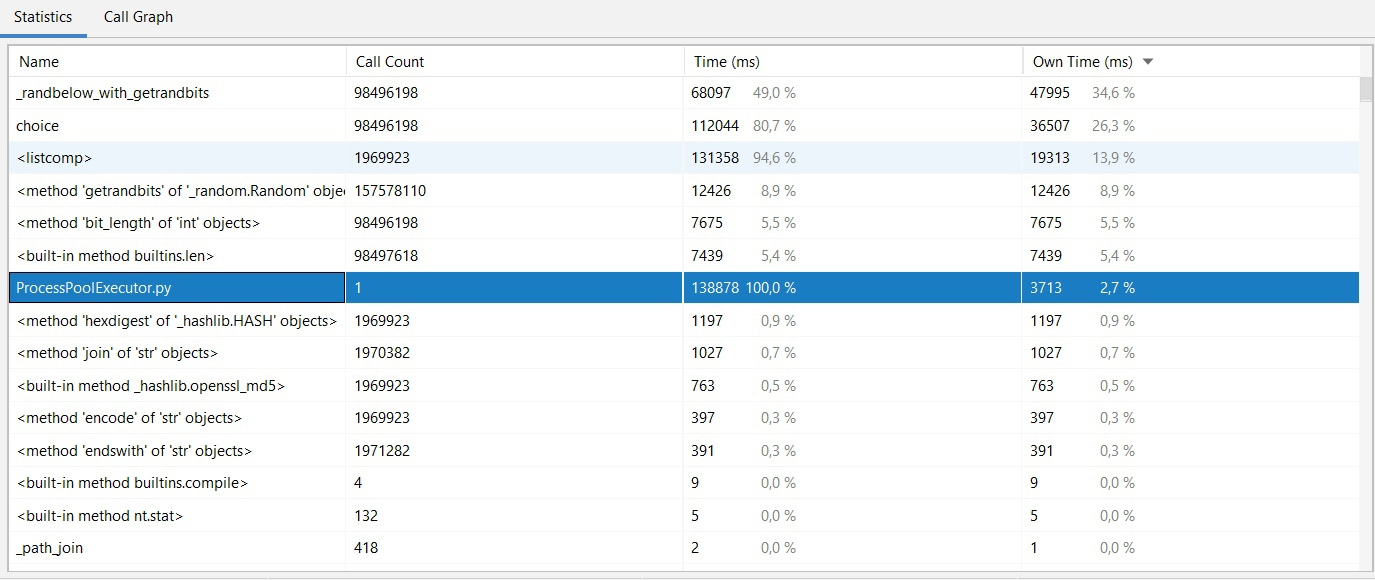 Statistics Call Graph
Name Call Count Time (ms) Own Time (ms)
_randbelow_with_getrandbits 98496198 68097 49,0 % 47995 34,6 %
choice 98496198 112044 80,7 % 36507 26,3 %
<listcomp> 1969923 131358 94,6 % 19313 13,9 %
<method 'getrandbits' of '_random.Random' obje 157578110 12426 8,9 % 12426 8,9 %
<method 'bit_length' of 'int' objects> 98496198 7675 5,5 % 7675 5,5 %
<built-in method builtins.len> 98497618 7439 5,4 % 7439 5,4 %
ProcessPoolExecutor.py 1 138878 100,0 % 3713 2,7 %
<method 'hexdigest' of '_hashlib.HASH' objects> 1969923 1197 0,9 % 1197 0,9 %
<method 'join' of 'str' objects> 1970382 1027 0,7 % 1027 0,7 %
<built-in method _hashlib.openssl_md5> 1969923 763 0,5 % 763 0,5 %
<method 'encode' of 'str' objects> 1969923 397 0,3 % 397 0,3 %
<method 'endswith' of 'str' objects> 1971282 391 0,3 % 391 0,3 %
<built-in method builtins.compile> 4 9 0,0 % 9 0,0 %
<built-in method nt.stat> 132 5 0,0 % 5 0,0 %
_path_join 418 2 0,0 % 1 0,0 %